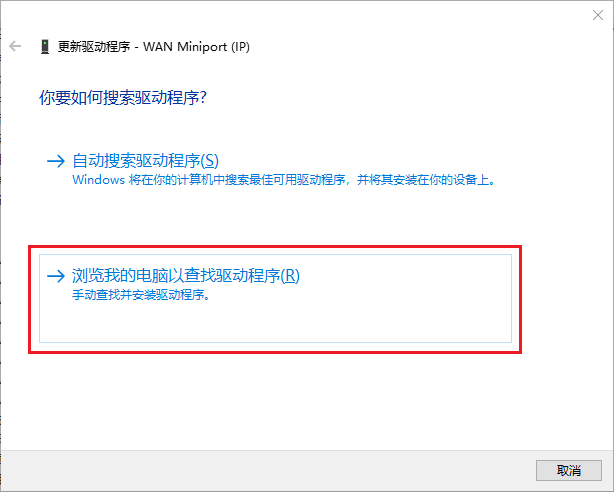 更新驱动程序 - WAN Miniport (IP)
你要如何搜索驱动程序?
自动搜索驱动程序(S)
Windows 将在你的计算机中搜索最佳可用驱动程序，并将其安装在你的设备上。
浏览我的电脑以查找驱动程序(R)
手动查找并安装驱动程序。
取消